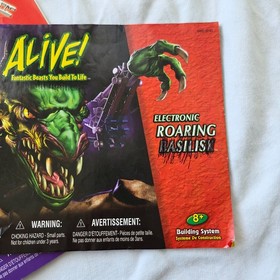 ALIVE!
Fantastic Beasts You Build To Life
ELECTRONIC
ROARING
BASILISK
WARNING:
CHOKING HAZARD - Small parts.
Not for children under 3 years.
AVERTISSEMENT:
DANGER D'ÉTOUFFEMENT - Pièces de petite taille.
Ne pas donner aux enfants de moins de 3ans.
8+
Building System
Système De Construction